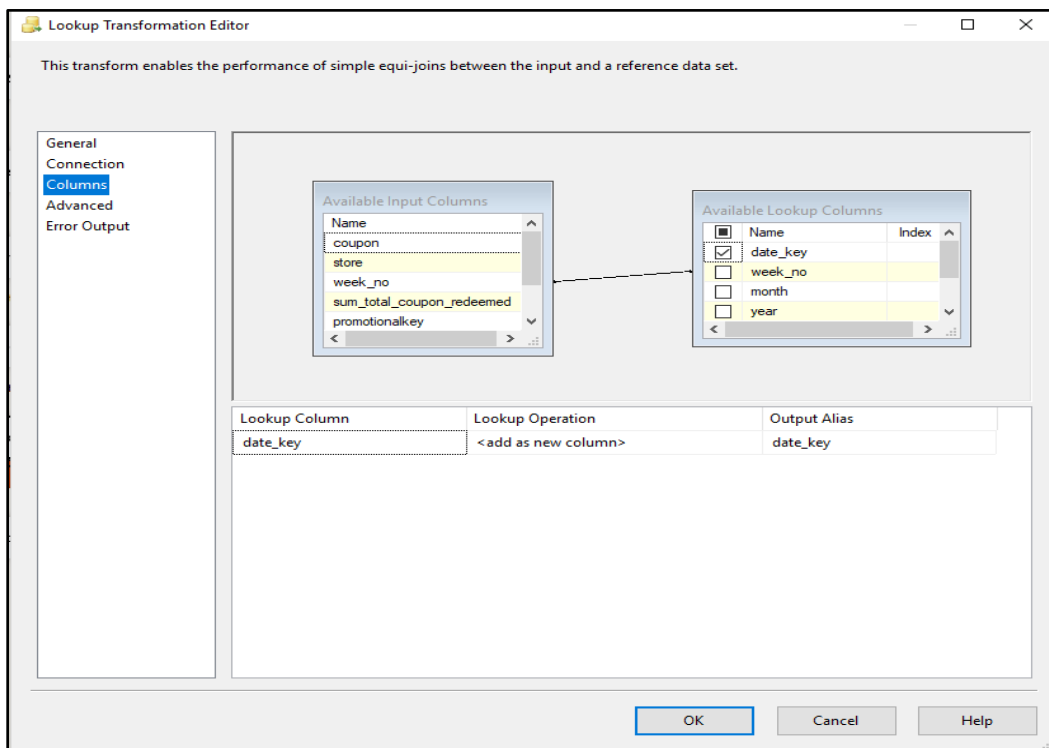 Lookup Transformation Editor
This transform enables the performance of simple equi-joins between the input and a reference data set.
General
Connection
Columns
Advanced
Error Output
Available Input Columns
Name
coupon
store
week_no
sum_total_coupon_redeemed
promotionalkey
Available Lookup Columns
Name Index
date_key
week_no
month
year
Lookup Column Lookup Operation Output Alias
date_key <add as new column> date_key
OK Cancel Help